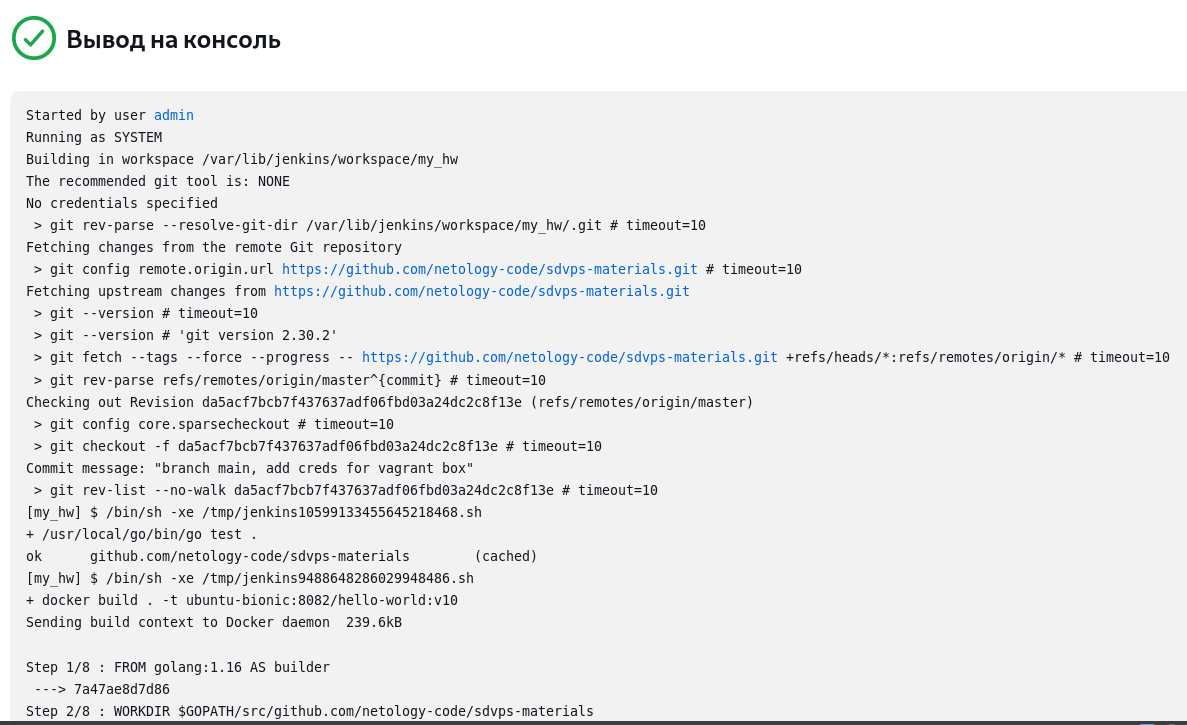 Вывод на консоль
Started by user admin
Running as SYSTEM
Building in workspace /var/lib/jenkins/workspace/my_hw
The recommended git tool is: NONE
No credentials specified
 > git rev-parse --resolve-git-dir /var/lib/jenkins/workspace/my_hw/.git # timeout=10
Fetching changes from the remote Git repository
 > git config remote.origin.url https://github.com/netology-code/sdvps-materials.git # timeout=10
Fetching upstream changes from https://github.com/netology-code/sdvps-materials.git
 > git --version # timeout=10
 > git --version # 'git version 2.30.2'
 > git fetch --tags --force --progress -- https://github.com/netology-code/sdvps-materials.git +refs/heads/*:refs/remotes/origin/* # timeout=10
 > git rev-parse refs/remotes/origin/master^{commit} # timeout=10
Checking out Revision da5acf7bcb7f437637adf06fbd03a24dc2c8f13e (refs/remotes/origin/master)
 > git config core.sparsecheckout # timeout=10
 > git checkout -f da5acf7bcb7f437637adf06fbd03a24dc2c8f13e # timeout=10
Commit message: "branch main, add creds for vagrant box"
 > git rev-list --no-walk da5acf7bcb7f437637adf06fbd03a24dc2c8f13e # timeout=10
[my_hw] $ /bin/sh -xe /tmp/jenkins10599133455645218468.sh
+ /usr/local/go/bin/go test .
ok  	github.com/netology-code/sdvps-materials	(cached)
[my_hw] $ /bin/sh -xe /tmp/jenkins9488648286029948486.sh
+ docker build . -t ubuntu-bionic:8082/hello-world:v10
Sending build context to Docker daemon  239.6kB
Step 1/8 : FROM golang:1.16 AS builder
 ---> 7a47ae8d7d86
Step 2/8 : WORKDIR $GOPATH/src/github.com/netology-code/sdvps-materials